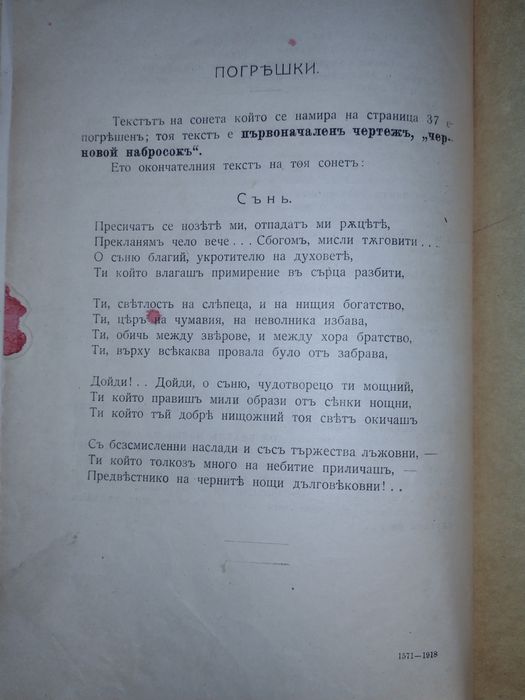 ПОГРѢШКИ.
Текстътъ на сонета който се намира на страница 37
погрѣшенъ; тоя текстъ е първоначаленъ чертежъ, „чер-
новой набросокъ“.
Ето окончателния текстъ на тоя сонетъ:
Сънь.
Пресичатъ се нозѣтѣ ми, отпадатъ ми рѫцѣтѣ,
Прекланямъ чело вече... Сбогомъ, мисли тѫговити...
О съню благий, укротителю на духоветѣ,
Ти който влагашъ примирение въ сърца разбити,
Ти, свѣтлость на слѣпеца, и на нищия богатство,
Ти, цѣръ на чумавия, на неволника избава,
Ти, обичь между звѣрове, и между хора братство,
Ти, върху всѣкаква провала було отъ забрава,
Дойди!.. Дойди, о съню, чудотворецо ти мощний,
Ти който правишъ мили образи отъ сѣнки нощни,
Ти който тъй добрѣ нищожний тоя свѣтъ окичашъ
Съ безсмисленни наслади и съсъ тържества лъжовни, —
Ти който толкозъ много на небитие приличашъ, —
Предвѣстнико на чернитѣ нощи дълговѣковни!..
1571—1918